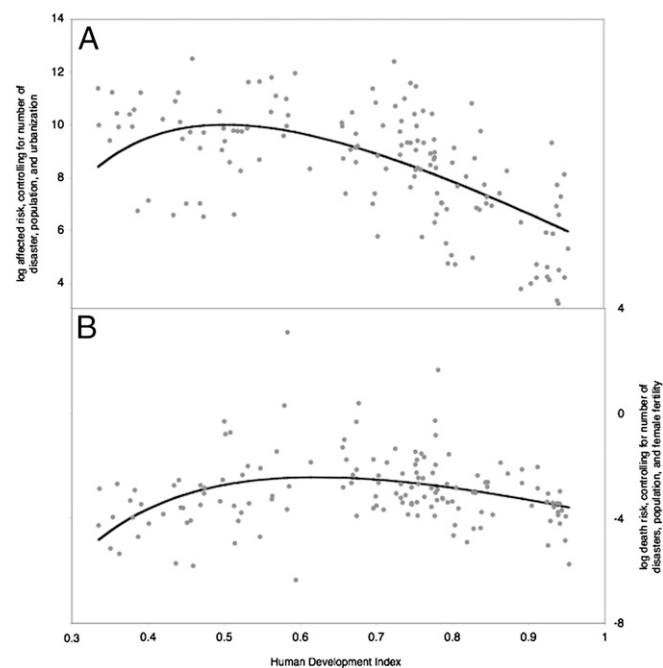 14
A
12
10
8
6
4
log affected risk, controlling for number of
disaster, population, and urbanization
4
B
0
-4
-8
log death risk, controlling for number of
disasters, population, and female fertility
0.3 0.4 0.5 0.6 0.7 0.8 0.9 1
Human Development Index